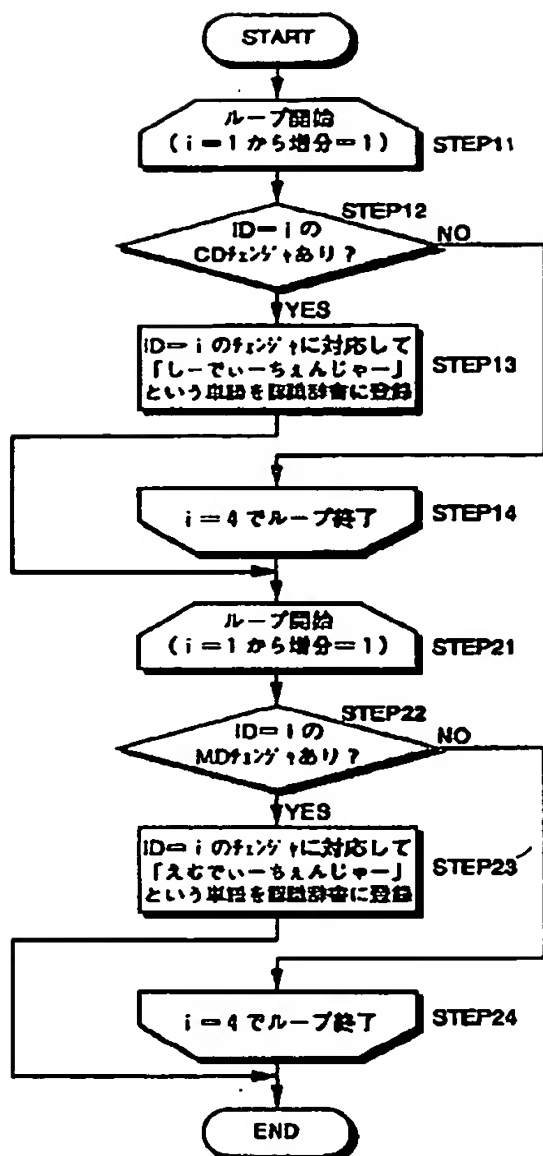 START
ループ開始
(i=1から増分=1)
STEP11
STEP12
ID=iの
CDチェンジャあり?
NO
YES
ID=iのチェンジャに対応して
「しーでぃーちぇんじゃー」
という単語を認識辞書に登録
STEP13
i=4でループ終了
STEP14
ループ開始
(i=1から増分=1)
STEP21
STEP22
ID=iの
MDチェンジャあり?
NO
YES
ID=iのチェンジャに対応して
「えむでぃーちぇんじゃー」
という単語を認識辞書に登録
STEP23
i=4でループ終了
STEP24
END